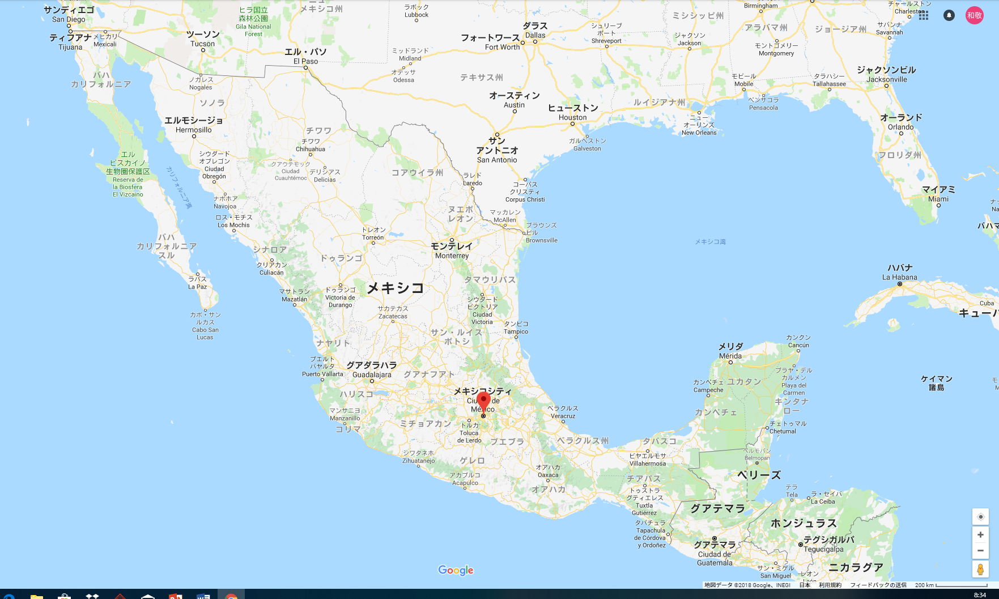 サンディエゴ
San Diego
ティフアナ
Tijuana
メヒカリ
Mexicali
ヒラ国立
森林公園
Gila National
Forest
メキシコ州
ラボック
Lubbock
ツーソン
Tucson
エル・パソ
El Paso
ミッドランド
Midland
オデッサ
Odessa
フォートワース
Fort Worth
ダラス
Dallas
シュリーブ
ポート
Shreveport
ミシシッピ州
ジャクソン
Jackson
Birmingham
アラバマ州
モントゴメリー
Montgomery
ジョージア州
チャールストン
Charleston
サバンナ
Savannah
和敬
バハ
カリフォルニア
ノガレス
Nogales
ソノラ
エルモシージョ
Hermosillo
チワワ
チワワ
Chihuahua
テキサス州
オースティン
Austin
ヒューストン
Houston
ルイジアナ州
モビール
Mobile
ペンサコラ
Pensacola
タラハシー
Tallahassee
ジャクソンビル
Jacksonville
ニュー
オーリンズ
New Orleans
オーランド
Orlando
フロリダ州
マイアミ
Miami
サン
アントニオ
San Antonio
ガルベストン
Galveston
エル
ビスカイノ
生物圏保護区
Reserva de
la Biosfera
El Vizcaino
カリフォルニア湾
シウダード
オブレゴン
Ciudad
Obregón
クアウテモック
Ciudad
Cuauhtémoc
デリシアス
Delicias
コアウイラ州
ラレド
Laredo
コーパス
クリスティ
Corpus Christi
ナボホア
Navojoa
ロス・モチス
Los Mochis
ヌエボ
レオン
マッカレン
McAllen
ブラウンズ
ビル
Brownsville
トレオン
Torreón
モンテレイ
Monterrey
メキシコ湾
バハマ
バハ
カリフォルニア
スル
シナロア
クリアカン
Culiacán
ドゥランゴ
タマウリパス
ラパス
La Paz
マサトラン
Mazatlán
ドゥランゴ
Victoria de
Durango
メキシコ
シウダード
ビクトリア
Ciudad
Victoria
ハバナ
La Habana
Cuba
キューバ
カボ・サン
ルカス
Cabo San
Lucas
サカテカス
Zacatecas
タンピコ
Tampico
サン・ルイス
ポトシ
ナヤリト
プエルト
バヤルタ
Puerto Vallarta
グアダラハラ
Guadalajara
グアナファト
ハリスコ
メキシコシティ
Ciudad de
México
メリダ
Mérida
カンクン
Cancún
カンペチェ
Campeche
ユカタン
プラヤ・デル
カルメン
Playa del
Carmen
キンタナ
ロー
ケイマン
諸島
マンサニヨ
Manzanillo
コリマ
ミチョアカン
トルカ
Toluca
de Lerdo
プエブラ
ベラクルス
Veracruz
ベラクルス州
カンペチェ
チェトゥマル
Chetumal
タバスコ
ビヤエルモサ
Villahermosa
ベルモパン
Belmopan
ベリーズ
シワタネホ
Zihuatanejo
ゲレロ
アカプルコ
Acapulco
オアハカ
Oaxaca
オアハカ
チアパス
トゥストラ
グティエレス
Tuxtla
Gutiérrez
グアテマラ
テラ
Tela
ラ・セイバ
La Ceiba
ホンジュラス
タパチュラ
Tapachula
de Córdova
y Ordoñez
グアテマラ
Ciudad de
Guatemala
テグシガルパ
Tegucigalpa
サン・ミゲル
San Miguel
レオン
León
ニカラグア
Google
地図データ ©2018 Google、INEGI 日本 利用規約 フィードバックの送信 200 km
8:34